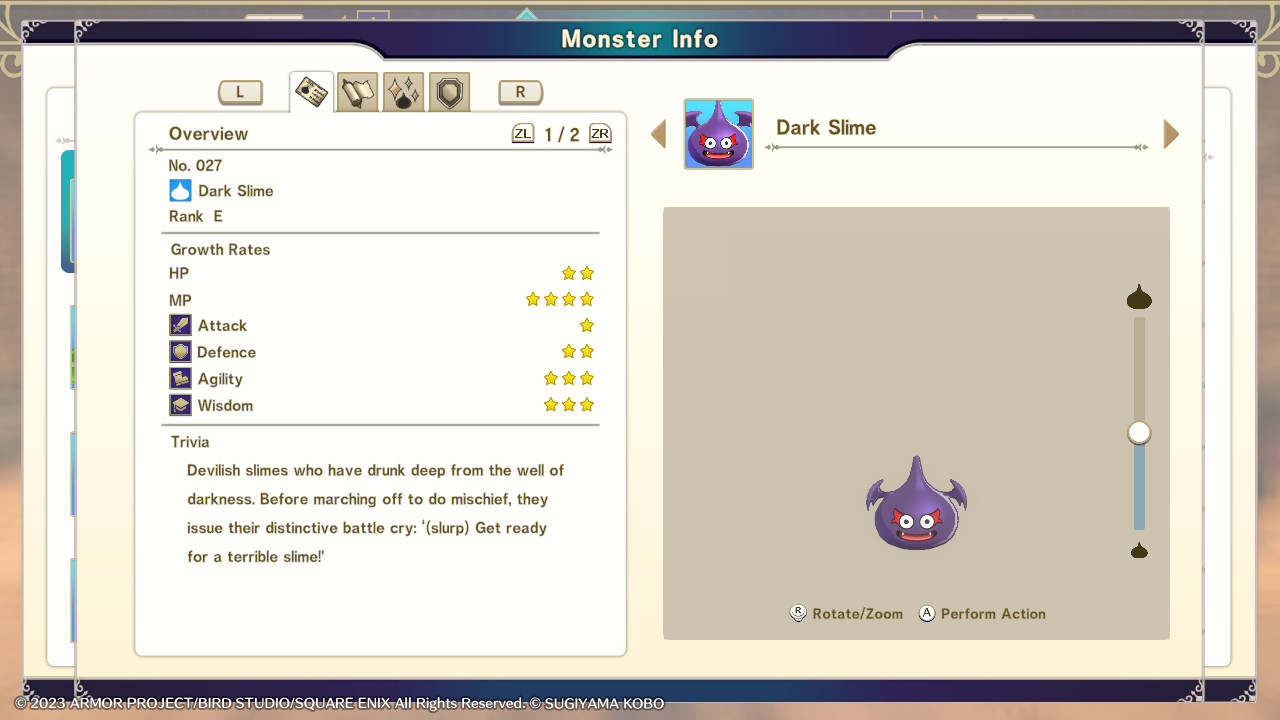 Monster Info
L
R
Overview
ZL 1 / 2 ZR
No. 027
Dark Slime
Rank E
Growth Rates
HP
MP
Attack
Defence
Agility
Wisdom
Trivia
Devilish slimes who have drunk deep from the well of
darkness. Before marching off to do mischief, they
issue their distinctive battle cry: ‘(slurp) Get ready
for a terrible slime!’
Dark Slime
R Rotate/Zoom A Perform Action
© 2023 ARMOR PROJECT/BIRD STUDIO/SQUARE ENIX All Rights Reserved. © SUGIYAMA KOBO